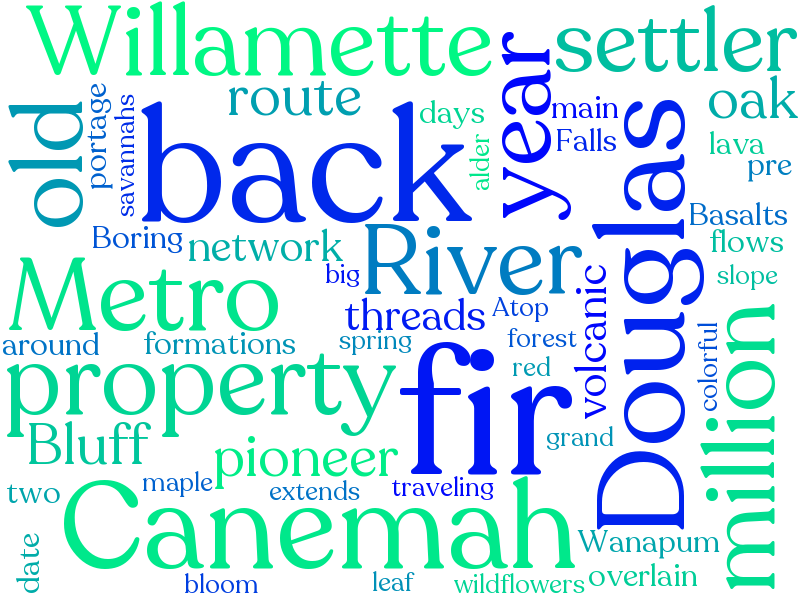 Willamette
settler
route
days
year
main
oak
old
portage
savannahs
back
alder
Falls
Douglas
lava
pre
Boring
network
River
Basalts
flows
big
slope
Metro
threads
Atop
volcanic
around
formations
spring
forest
colorful
million
property
fir
red
Bluff
pioneer
grand
two
maple
extends
traveling
Canemah
Wanapum
date
bloom
leaf
wildflowers
overlain